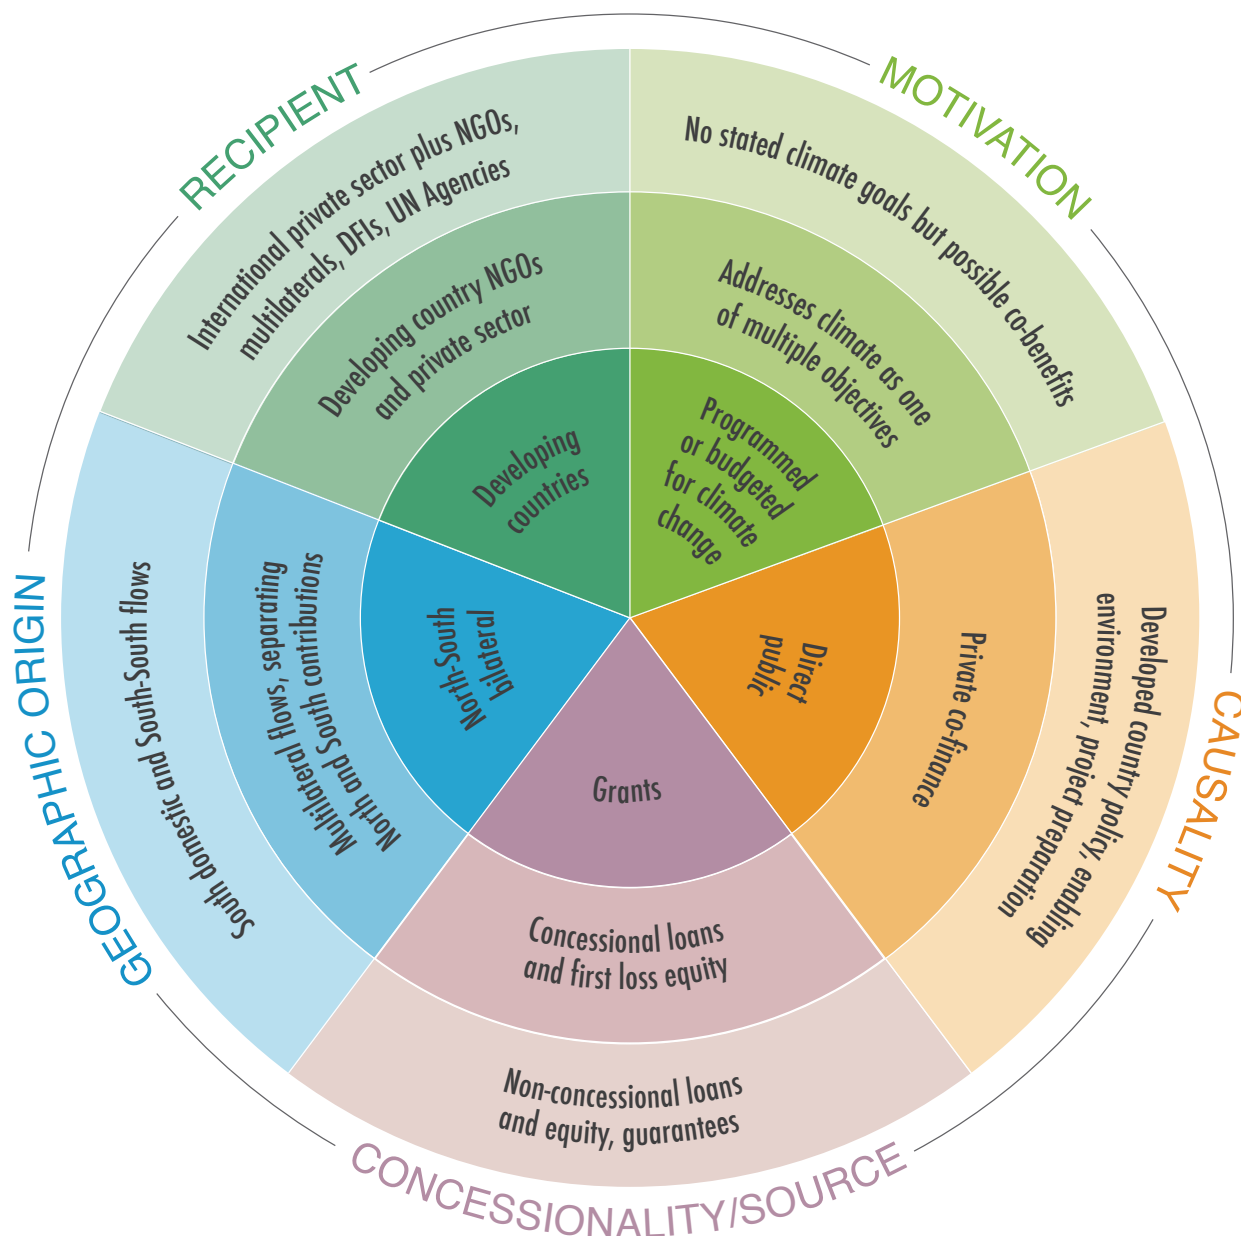 RECIPIENT
International private sector plus NGOs,
multilaterals, DFIs, UN Agencies
Developing country NGOs
and private sector
Developing
countries
MOTIVATION
No stated climate goals but possible co-benefits
Addresses climate as one
of multiple objectives
Programmed
or budgeted
for climate
change
CAUSALITY
Developed country policy, enabling
environment, project preparation
Private co-finance
Direct
public
CONCESSIONALITY/SOURCE
Grants
Concessional loans
and first loss equity
Non-concessional loans
and equity, guarantees
GEOGRAPHIC ORIGIN
South domestic and South-South flows
Multilateral flows, separating
North and South contributions
North-South
bilateral